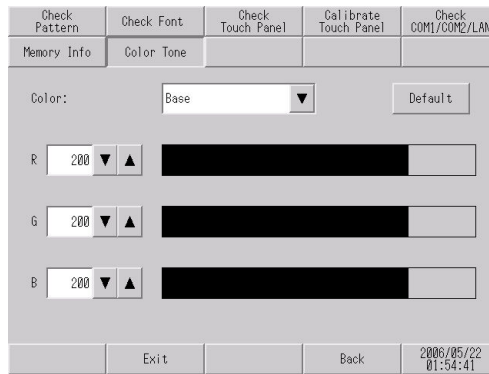 Check Pattern
Check Font
Check Touch Panel
Calibrate Touch Panel
Check COM1/COM2/LAN
Memory Info
Color Tone
Color:
Base
Default
R
200
▼
▲
G
200
▼
▲
B
200
▼
▲
Exit
Back
2006/05/22
01:54:41